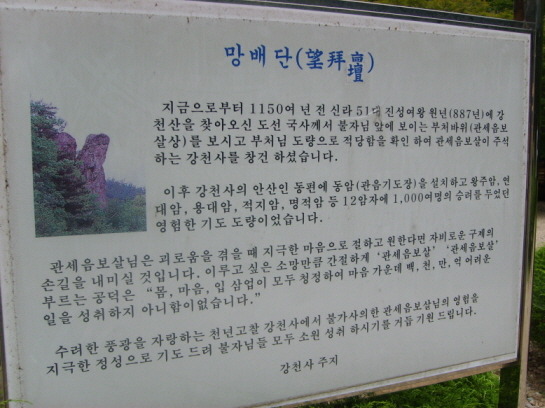 망배단(望拜壇)
지금으로부터 1150여 년 전 신라 51대 진성여왕 원년(887년)에 강
천산을 찾아오신 도선 국사께서 불자님 앞에 보이는 부처바위(관세음보
살상)를 보시고 부처님 도량으로 적당함을 확인 하여 관세음보살이 주석
하는 강천사를 창건 하셨습니다.
이후 강천사의 안산인 동편에 동암(관음기도장)을 설치하고 왕주암, 연
대암, 용대암, 적지암, 명적암 등 12암자에 1,000여명의 승려를 두었던
영험한 기도 도량이었습니다.
관세음보살님은 괴로움을 겪을 때 지극한 마음으로 절하고 원한다면 자비로운 구제의
손길을 내미실 것입니다. 이루고 싶은 소망만큼 간절하게 ‘관세음보살’ ‘관세음보살’
부르는 공덕은 “몸, 마음, 입 삼업이 모두 청정하여 마음 가운데 백, 천, 만, 억 어려운
일을 성취하지 아니함이없습니다.”
수려한 풍광을 자랑하는 천년고찰 강천사에서 불가사의한 관세음보살님의 영험을
지극한 정성으로 기도 드려 불자님들 모두 소원 성취 하시기를 거듭 기원 드립니다.
강천사 주지